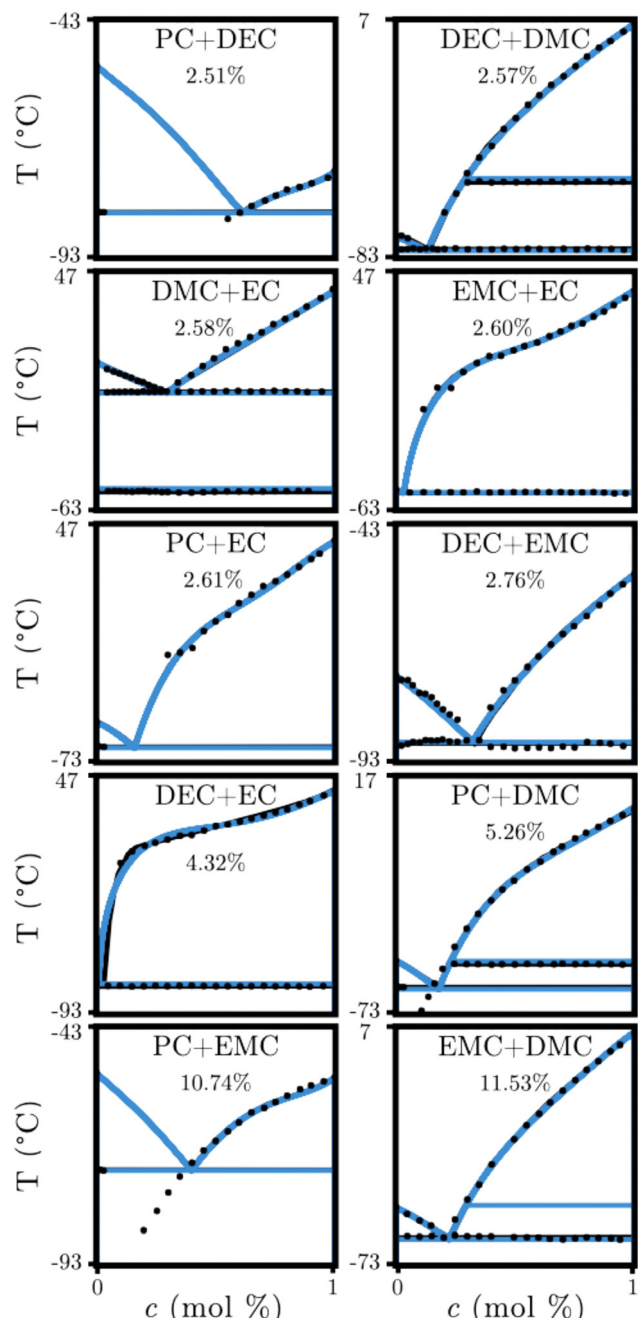 -43
PC+DEC
2.51%
T (°C)
-93
7
DEC+DMC
2.57%
-83
47
DMC+EC
2.58%
T (°C)
-63
47
EMC+EC
2.60%
-63
47
PC+EC
2.61%
T (°C)
-73
-43
DEC+EMC
2.76%
-93
47
DEC+EC
4.32%
T (°C)
-93
17
PC+DMC
5.26%
-73
-43
PC+EMC
10.74%
T (°C)
-93
0 1
c (mol %)
7
EMC+DMC
11.53%
-73
0 1
c (mol %)